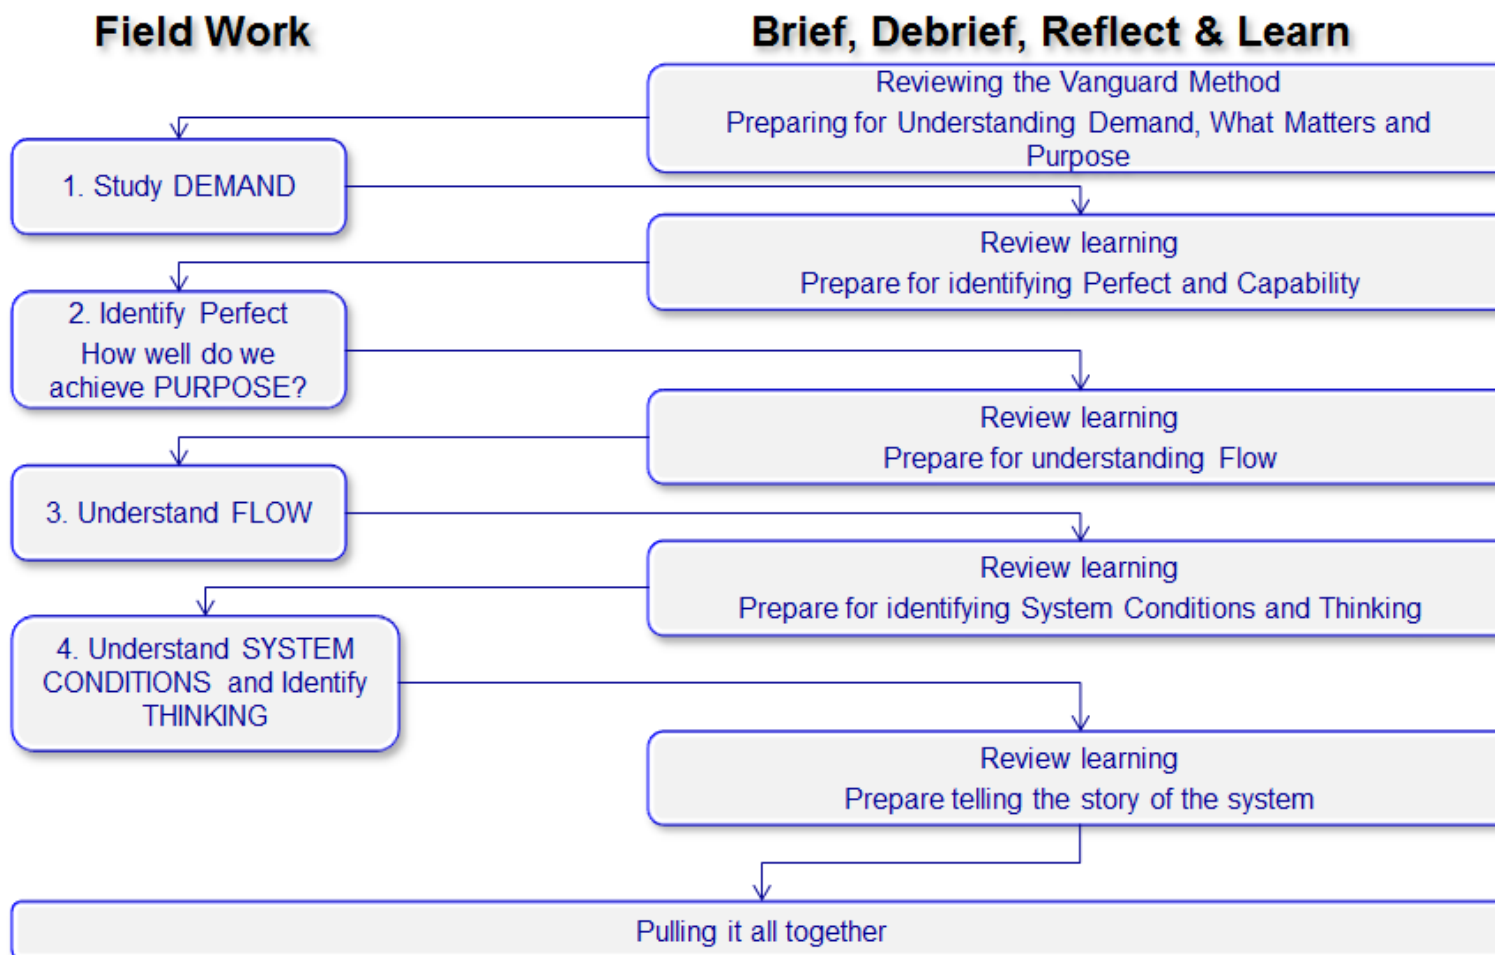 Field Work
Brief, Debrief, Reflect & Learn
Reviewing the Vanguard Method
Preparing for Understanding Demand, What Matters and
Purpose
1. Study DEMAND
Review learning
Prepare for identifying Perfect and Capability
2. Identify Perfect
How well do we
achieve PURPOSE?
Review learning
Prepare for understanding Flow
3. Understand FLOW
Review learning
Prepare for identifying System Conditions and Thinking
4. Understand SYSTEM
CONDITIONS and Identify
THINKING
Review learning
Prepare telling the story of the system
Pulling it all together